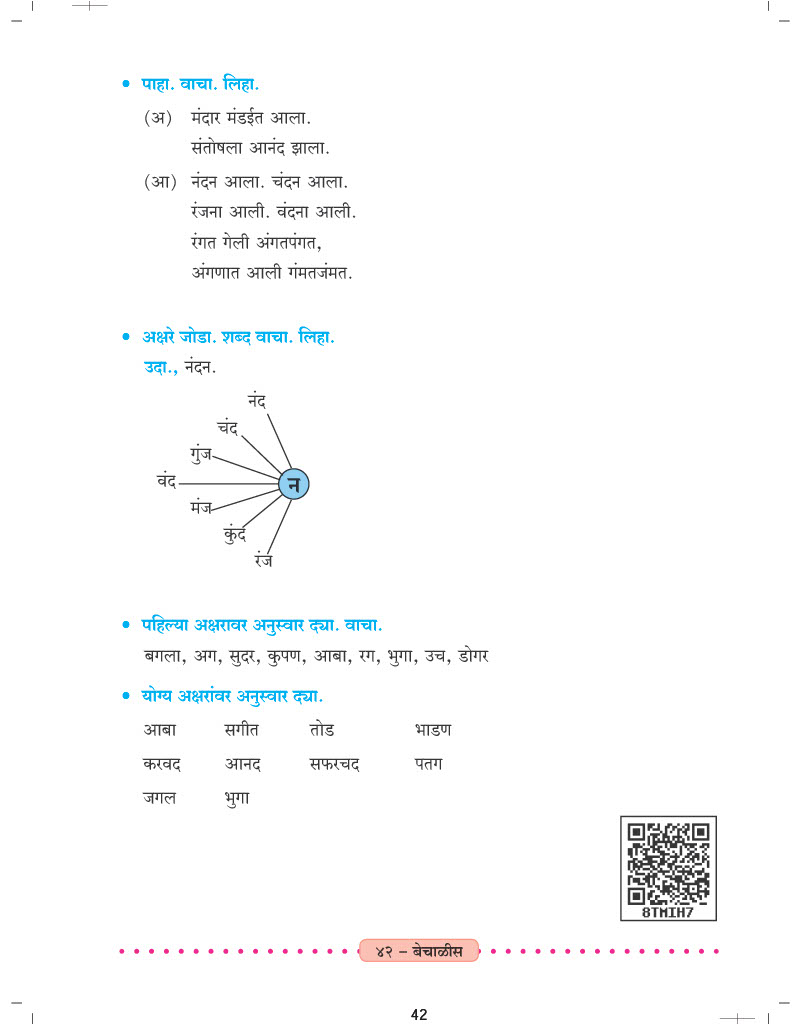 • पाहा. वाचा. लिहा.
(अ) मंदार मंडईत आला.
संतोषला आनंद झाला.
(आ) नंदन आला. चंदन आला.
रंजना आली. वंदना आली.
रंगत गेली अंगतपंगत,
अंगणात आली गंमतजंमत.
• अक्षरे जोडा. शब्द वाचा. लिहा.
उदा., नंदन.
नंद
चंद
गुंज
वंद
न
मंज
कुंद
रंज
• पहिल्या अक्षरावर अनुस्वार द्या. वाचा.
बगला, अग, सुदर, कुपण, आबा, रग, भुगा, उच, डोगर
• योग्य अक्षरांवर अनुस्वार द्या.
आबा सगीत तोड भाडण
करवद आनद सफरचद पतग
जगल भुगा
8TMIH7
४२ – बेचाळीस
42